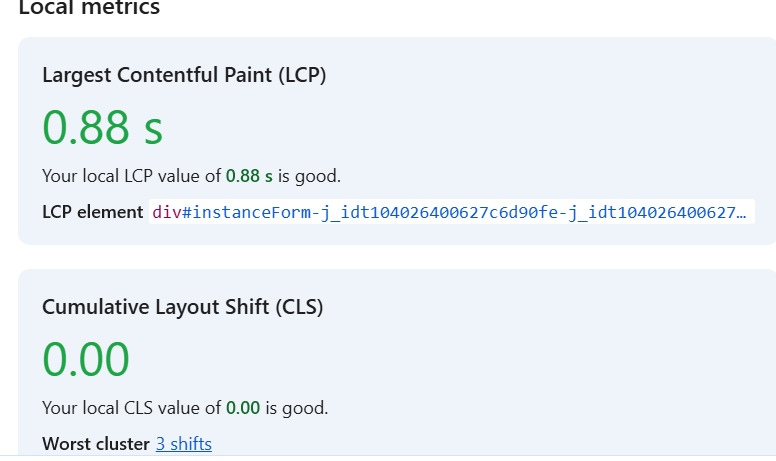 Local metrics
Largest Contentful Paint (LCP)
0.88 s
Your local LCP value of 0.88 s is good.
LCP element div#instanceForm-j_idt104026400627c6d90fe-j_idt104026400627…
Cumulative Layout Shift (CLS)
0.00
Your local CLS value of 0.00 is good.
Worst cluster 3 shifts